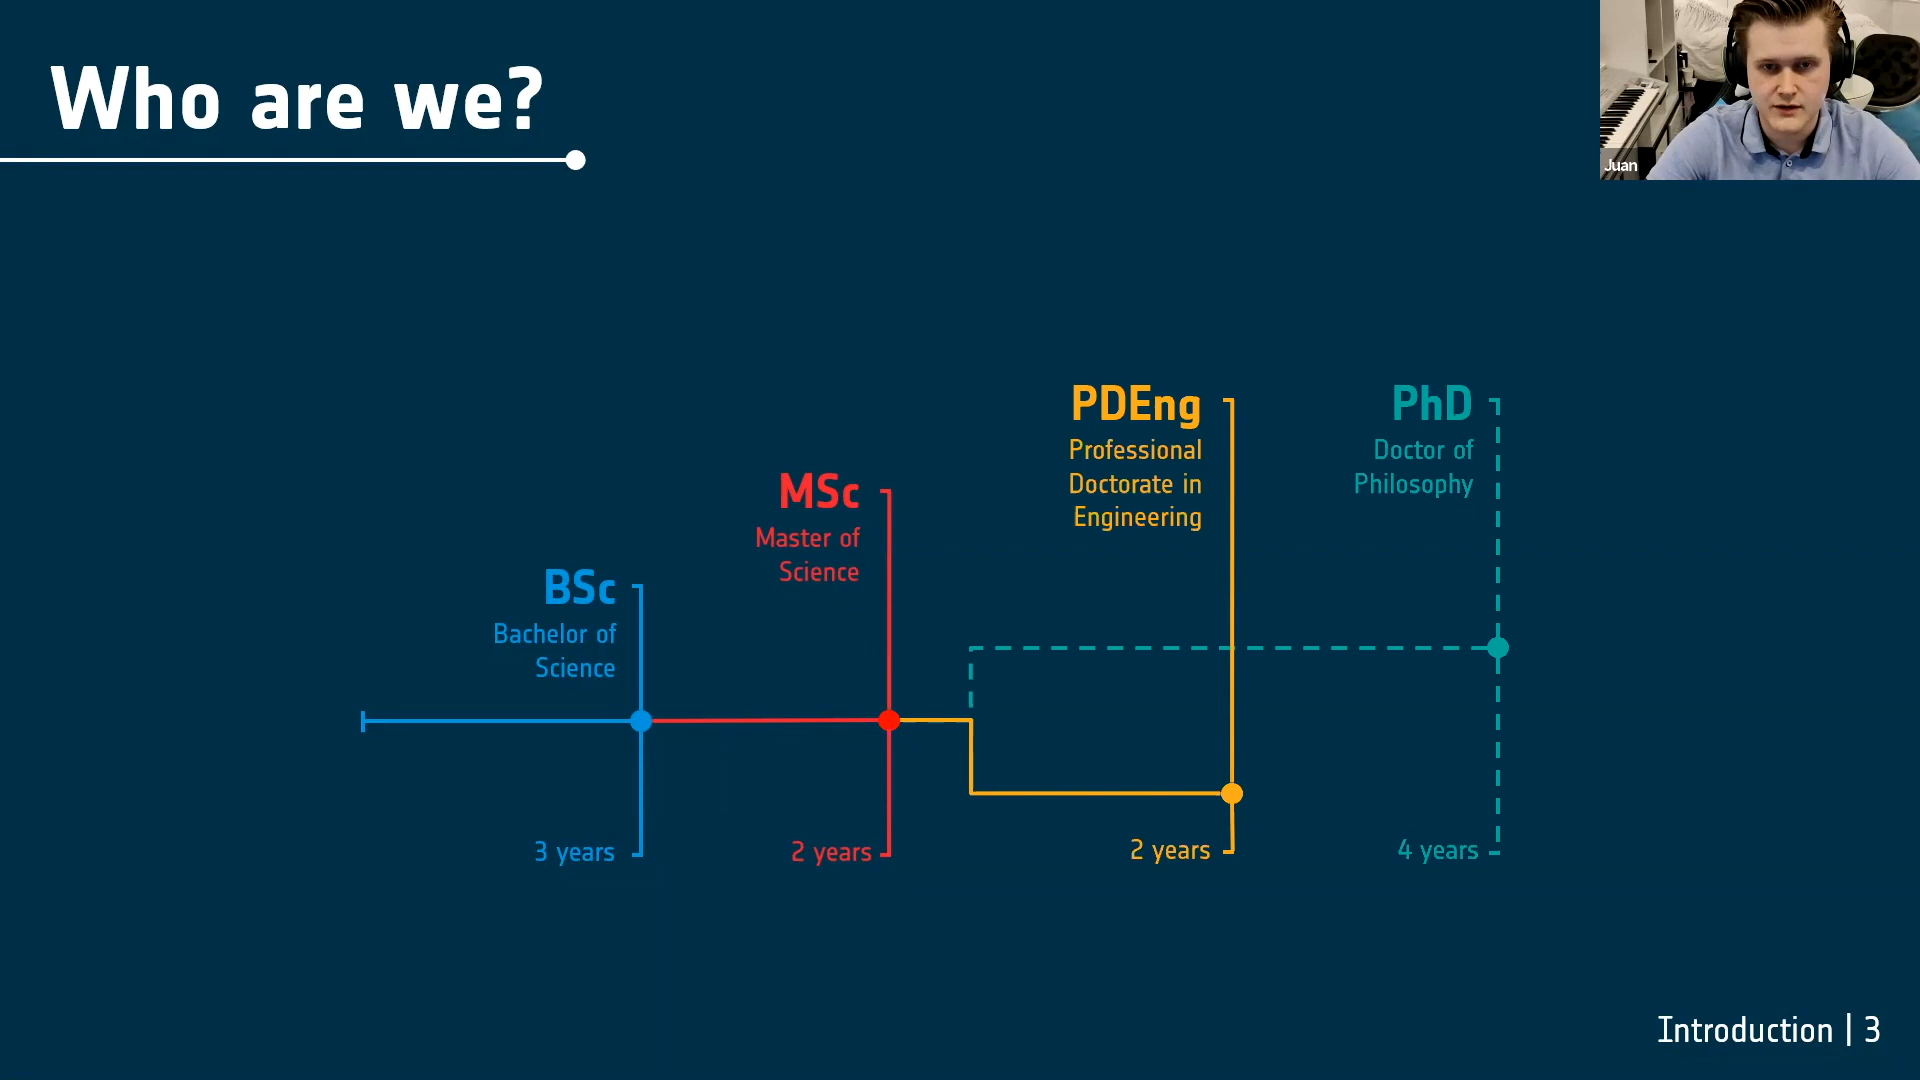 Who are we?
Juan
BSc
Bachelor of
Science
3 years
MSc
Master of
Science
2 years
PDEng
Professional
Doctorate in
Engineering
2 years
PhD
Doctor of
Philosophy
4 years
Introduction | 3